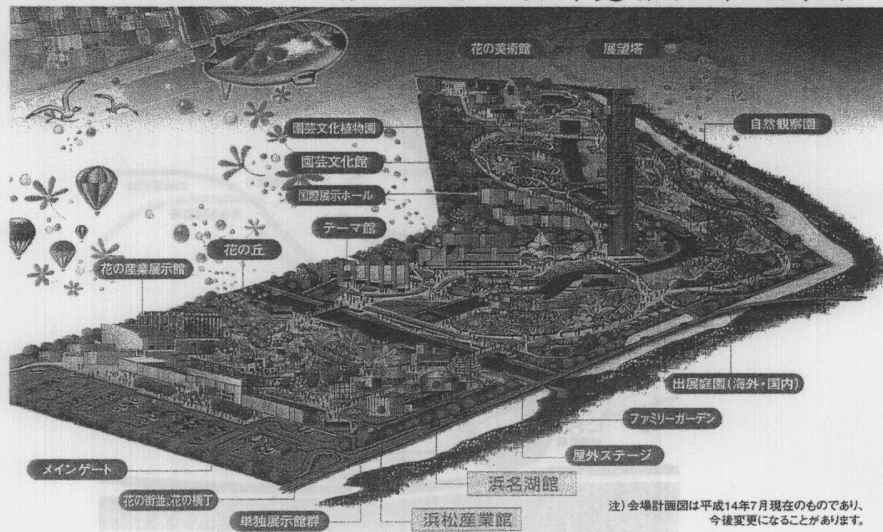 花の美術館
展望塔
園芸文化植物園
自然観察園
園芸文化館
国際展示ホール
テーマ館
花の丘
花の産業展示館
出展庭園(海外・国内)
ファミリーガーデン
屋外ステージ
メインゲート
浜名湖館
花の街並、花の横丁
単独展示館群
浜松産業館
注)会場計画図は平成14年7月現在のものであり、
今後変更になることがあります。